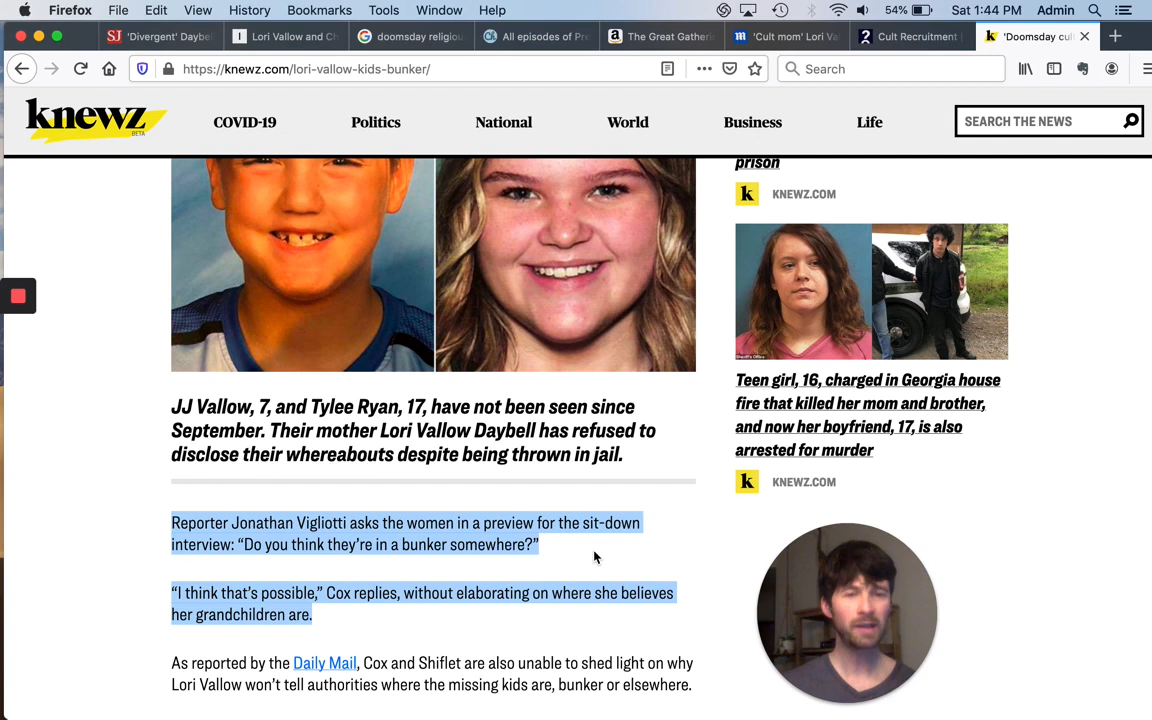 Firefox File Edit View History Bookmarks Tools Window Help 54% Sat 1:44 PM Admin
SJ 'Divergent' Daybel
I Lori Vallow and Ch
G doomsday religiou
All episodes of Pre
a The Great Gatheri
m 'Cult mom' Lori Va
2 Cult Recruitment
k 'Doomsday cul
https://knewz.com/lori-vallow-kids-bunker/
Search
knewz
BETA
COVID-19 Politics National World Business Life
SEARCH THE NEWS
prison
k KNEWZ.COM
Sheriff's Office
Teen girl, 16, charged in Georgia house
fire that killed her mom and brother,
and now her boyfriend, 17, is also
arrested for murder
k KNEWZ.COM
JJ Vallow, 7, and Tylee Ryan, 17, have not been seen since
September. Their mother Lori Vallow Daybell has refused to
disclose their whereabouts despite being thrown in jail.
Reporter Jonathan Vigliotti asks the women in a preview for the sit-down
interview: “Do you think they’re in a bunker somewhere?”
“I think that’s possible,” Cox replies, without elaborating on where she believes
her grandchildren are.
As reported by the Daily Mail, Cox and Shiflet are also unable to shed light on why
Lori Vallow won’t tell authorities where the missing kids are, bunker or elsewhere.